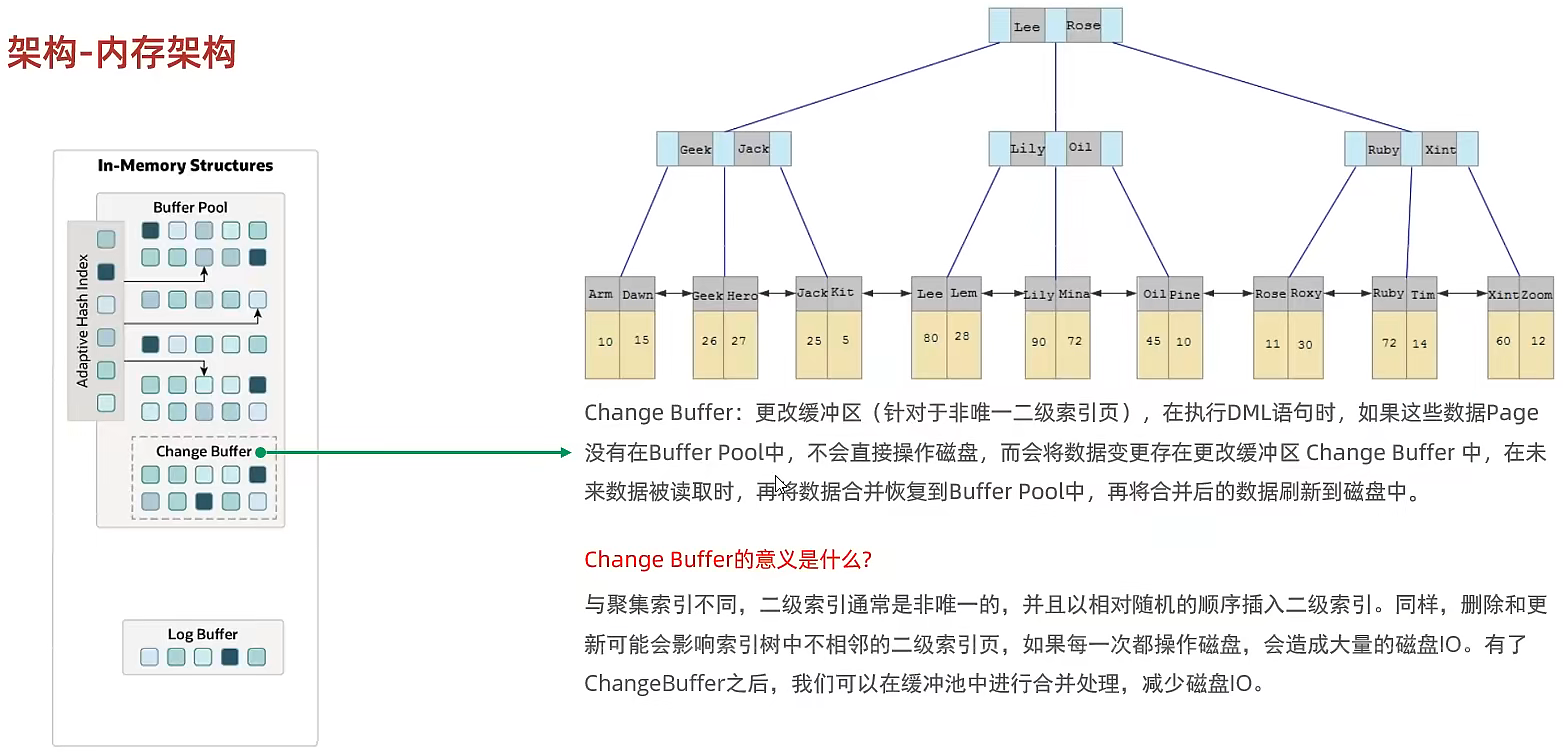 架构-内存架构
In-Memory Structures
Buffer Pool
Adaptive Hash Index
Change Buffer
Log Buffer
Lee Rose
Geek Jack
Lily Oil
Ruby Xint
Arm Dawn
Geek Hero
Jack Kit
Lee Lem
Lily Mina
Oil Pine
Rose Roxy
Ruby Tim
Xint Zoom
10 15
26 27
25 5
80 28
90 72
45 10
11 30
72 14
60 12
Change Buffer：更改缓冲区（针对于非唯一二级索引页），在执行DML语句时，如果这些数据Page
没有在Buffer Pool中，不会直接操作磁盘，而会将数据变更存在更改缓冲区 Change Buffer 中，在未
来数据被读取时，再将数据合并恢复到Buffer Pool中，再将合并后的数据刷新到磁盘中。
Change Buffer的意义是什么?
与聚集索引不同，二级索引通常是非唯一的，并且以相对随机的顺序插入二级索引。同样，删除和更
新可能会影响索引树中不相邻的二级索引页，如果每一次都操作磁盘，会造成大量的磁盘IO。有了
ChangeBuffer之后，我们可以在缓冲池中进行合并处理，减少磁盘IO。